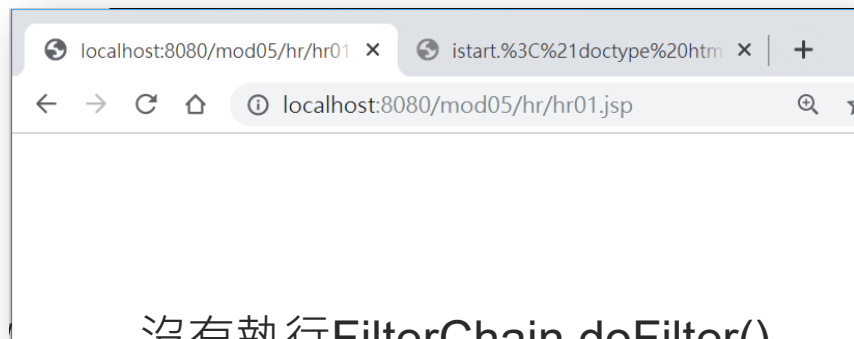 localhost:8080/mod05/hr/hr01
istart.%3C%21doctype%20htm
localhost:8080/mod05/hr/hr01.jsp
沒有執行FilterChain.doFilter()